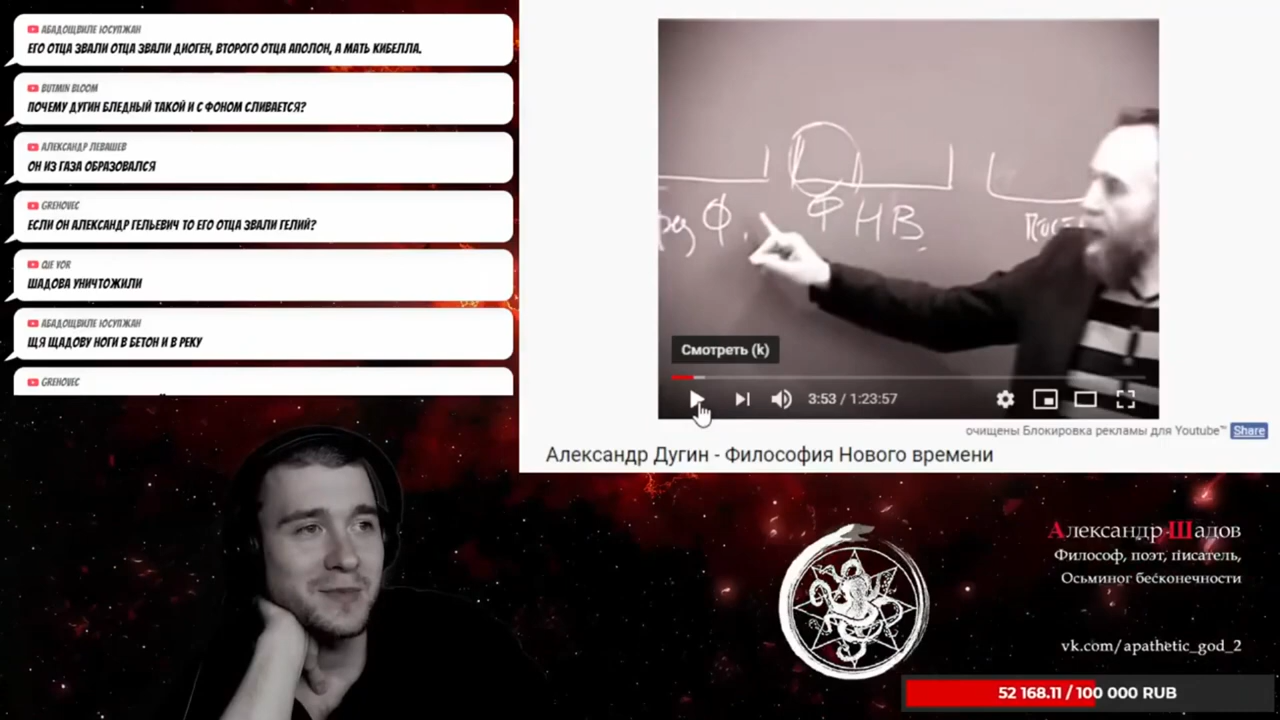 АБАДОЩВИЛЕ ЮСУПЖАН
ЕГО ОТЦА ЗВАЛИ ОТЦА ЗВАЛИ ДИОГЕН, ВТОРОГО ОТЦА АПОЛОН, А МАТЬ КИБЕЛЛА.
BUTMIN BLOOM
ПОЧЕМУ ДУГИН БЛЕДНЫЙ ТАКОЙ И С ФОНОМ СЛИВАЕТСЯ?
АЛЕКСАНДР ЛЕВАШЕВ
ОН ИЗ ГАЗА ОБРАЗОВАЛСЯ
GREHOVEC
ЕСЛИ ОН АЛЕКСАНДР ГЕЛЬЕВИЧ ТО ЕГО ОТЦА ЗВАЛИ ГЕЛИЙ?
QJE YOR
ШАДОВА УНИЧТОЖИЛИ
АБАДОЩВИЛЕ ЮСУПЖАН
ЩЯ ЩАДОВУ НОГИ В БЕТОН И В РЕКУ
GREHOVEC
Ф.
Ф НВ.
Смотреть (k)
3:53 / 1:23:57
очищены Блокировка рекламы для Youtube™ Share
Александр Дугин - Философия Нового времени
Александр Шадов
Философ, поэт, писатель,
Осьминог бесконечности
vk.com/apathetic_god_2
52 168.11 / 100 000 RUB